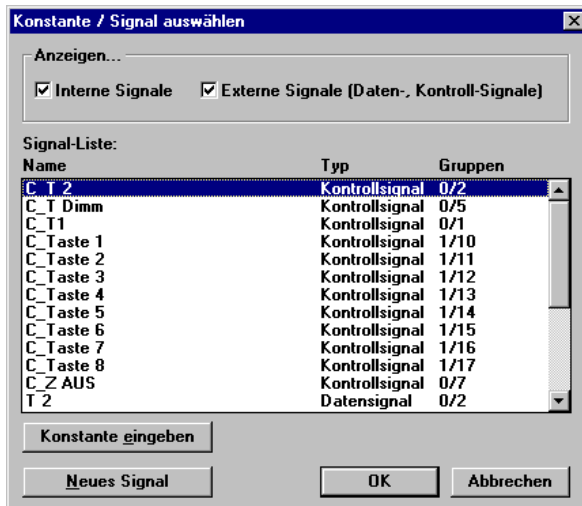 Konstante / Signal auswählen
Anzeigen...
Interne Signale Externe Signale (Daten-, Kontroll-Signale)
Signal-Liste:
Name Typ Gruppen
C_T 2 Kontrollsignal 0/2
C_T Dimm Kontrollsignal 0/5
C_T1 Kontrollsignal 0/1
C_Taste 1 Kontrollsignal 1/10
C_Taste 2 Kontrollsignal 1/11
C_Taste 3 Kontrollsignal 1/12
C_Taste 4 Kontrollsignal 1/13
C_Taste 5 Kontrollsignal 1/14
C_Taste 6 Kontrollsignal 1/15
C_Taste 7 Kontrollsignal 1/16
C_Taste 8 Kontrollsignal 1/17
C_Z AUS Kontrollsignal 0/7
T 2 Datensignal 0/2
Konstante eingeben
Neues Signal OK Abbrechen